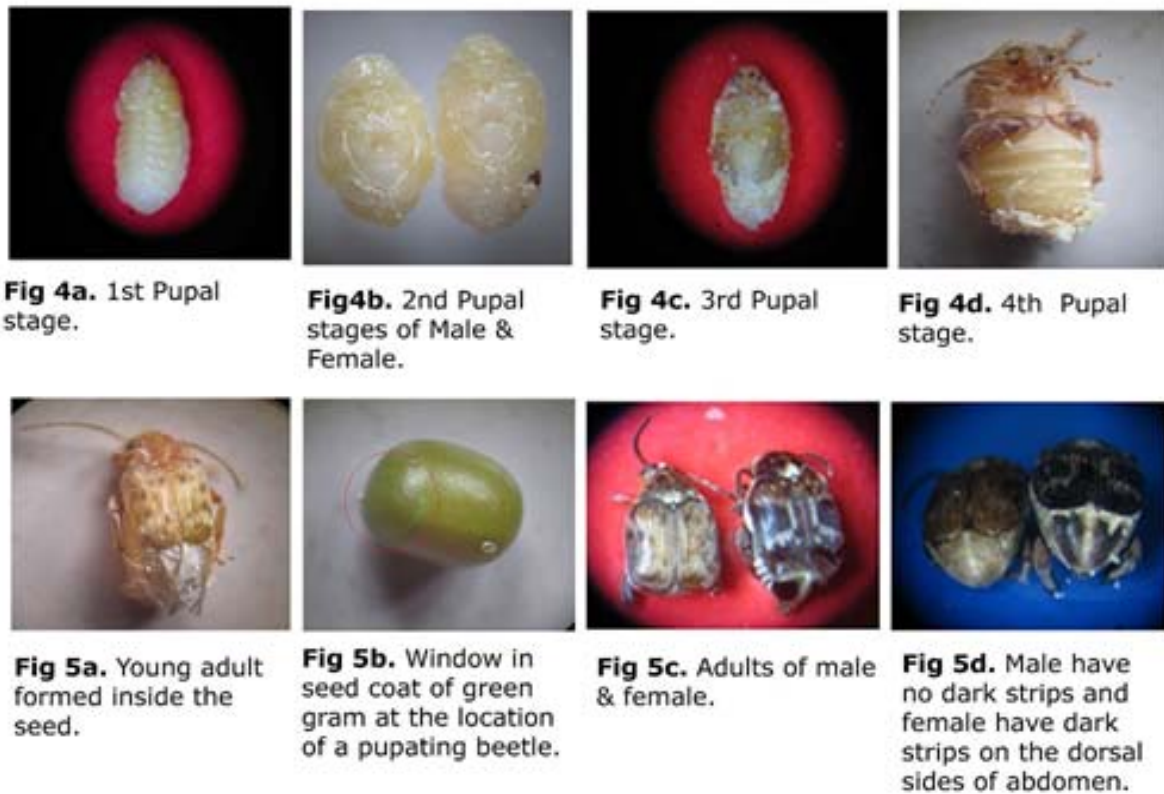 Fig 4a. 1st Pupal
stage.
Fig4b. 2nd Pupal
stages of Male &
Female.
Fig 4c. 3rd Pupal
stage.
Fig 4d. 4th Pupal
stage.
Fig 5a. Young adult
formed inside the
seed.
Fig 5b. Window in
seed coat of green
gram at the location
of a pupating beetle.
Fig 5c. Adults of male
& female.
Fig 5d. Male have
no dark strips and
female have dark
strips on the dorsal
sides of abdomen.